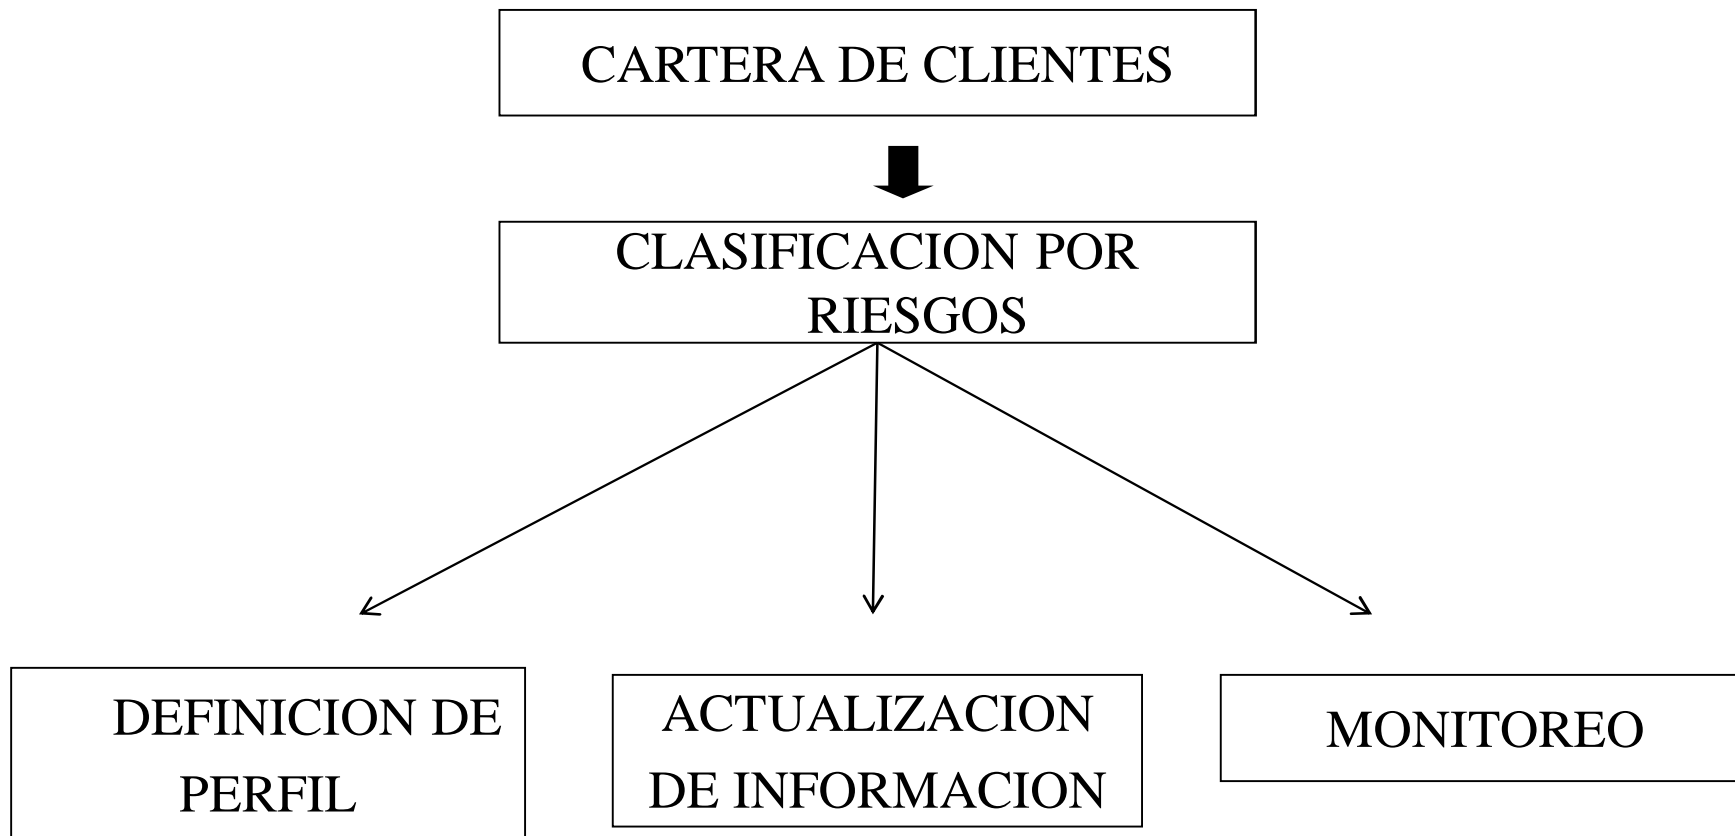 CARTERA DE CLIENTES
CLASIFICACION POR
RIESGOS
DEFINICION DE
PERFIL
ACTUALIZACION
DE INFORMACION
MONITOREO